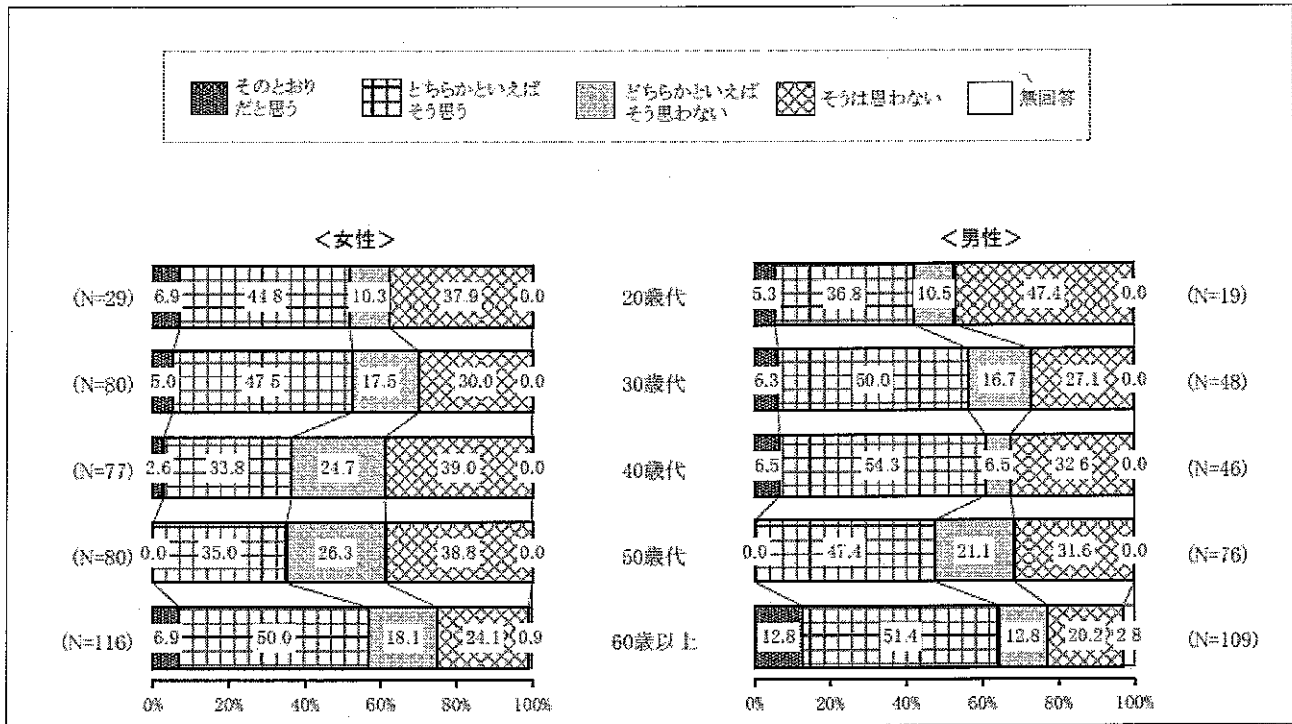 そのとおり
だと思う
どちらかといえば
そう思う
どちらかといえば
そう思わない
そうは思わない
無回答
＜女性＞
＜男性＞
(N=29) 6.9 44.8 10.3 37.9 0.0 20歳代 5.3 36.8 10.5 47.4 0.0 (N=19)
(N=80) 5.0 47.5 17.5 30.0 0.0 30歳代 6.3 50.0 16.7 27.1 0.0 (N=48)
(N=77) 2.6 33.8 24.7 39.0 0.0 40歳代 6.5 54.3 6.5 32.6 0.0 (N=46)
(N=80) 0.0 35.0 26.3 38.8 0.0 50歳代 0.0 47.4 21.1 31.6 0.0 (N=76)
(N=116) 6.9 50.0 18.1 24.1 0.9 60歳以上 12.8 51.4 12.8 20.2 2.8 (N=109)
0% 20% 40% 60% 80% 100%
0% 20% 40% 60% 80% 100%